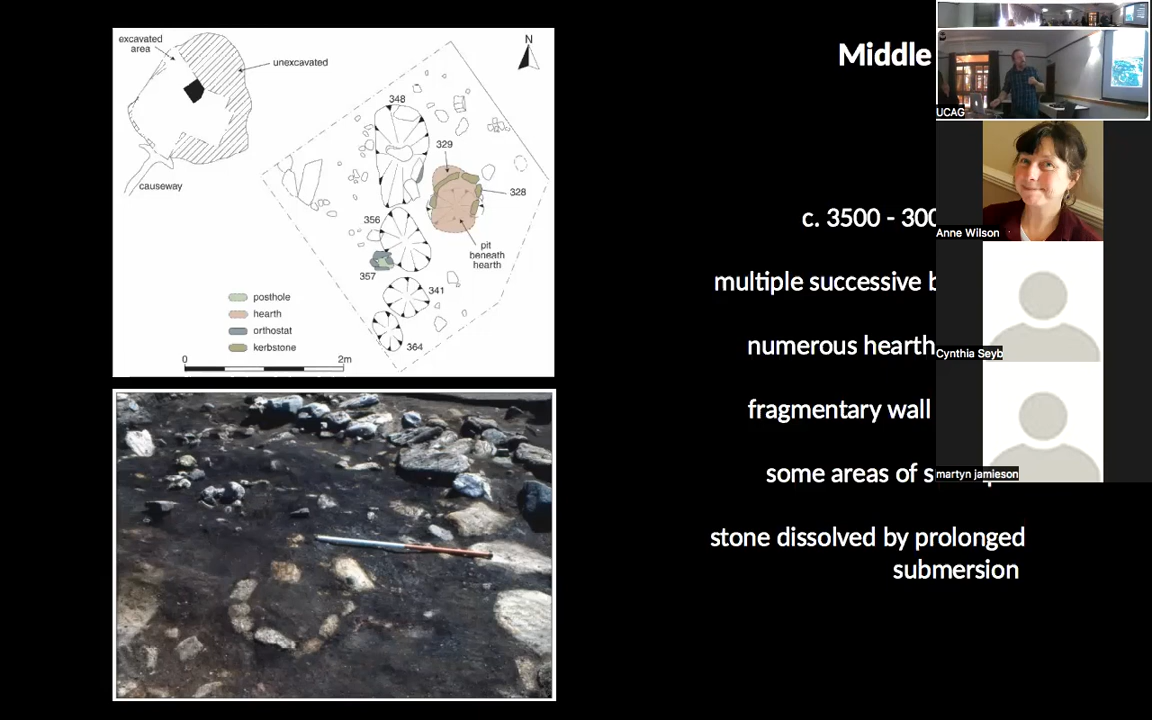 excavated
area
unexcavated
causeway
N
348
329
328
356
357
pit
beneath
hearth
341
364
posthole
hearth
orthostat
kerbstone
0
2m
Middle
c. 3500 - 300
multiple successive b
numerous hearth
fragmentary wall
some areas of s
stone dissolved by prolonged
submersion
UCAG
Anne Wilson
Cynthia Seyb
martyn jamieson